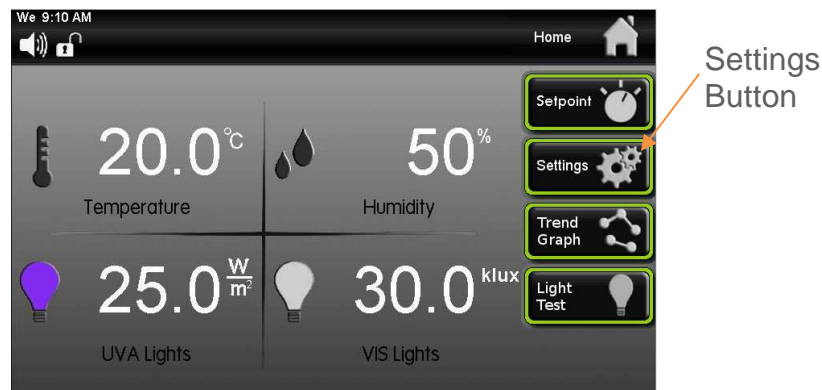 We 9:10 AM
Home
Settings
Button
Setpoint
20.0 °C
50 %
Settings
Temperature
Humidity
Trend
Graph
25.0 W/m²
30.0 klux
Light
Test
UVA Lights
VIS Lights